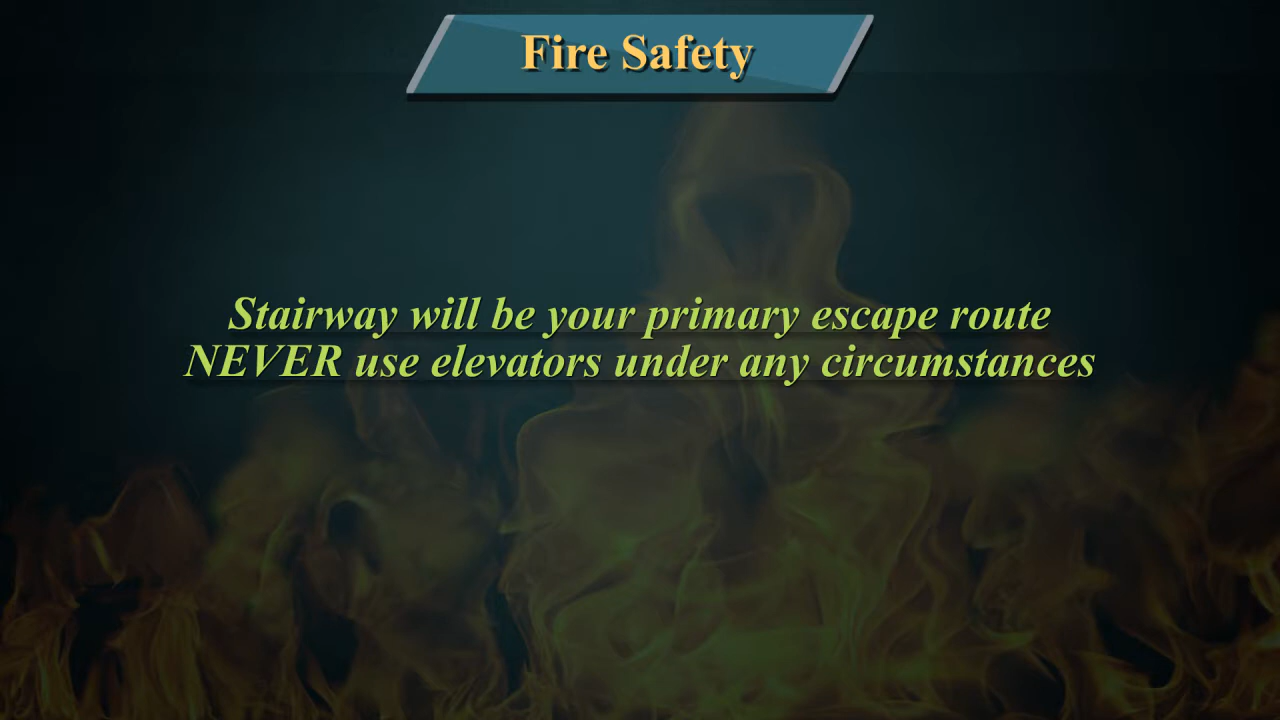 Fire Safety
Stairway will be your primary escape route
NEVER use elevators under any circumstances